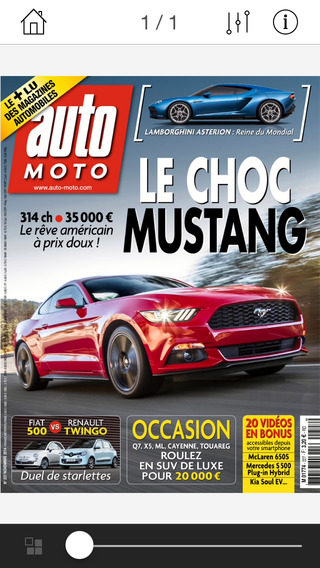 1 / 1
LE + LU
DES MAGAZINES
AUTOMOBILES
auto
MOTO
www.auto-moto.com
LAMBORGHINI ASTERION : Reine du Mondial
LE CHOC
MUSTANG
314 ch • 35 000 €
Le rêve américain
à prix doux !
FIAT
500
VS
RENAULT
TWINGO
Duel de starlettes
OCCASION
Q7, X5, ML, CAYENNE, TOUAREG
ROULEZ
EN SUV DE LUXE
POUR 20 000 €
20 VIDÉOS
EN BONUS
accessibles depuis
votre smartphone
McLaren 650S
Mercedes S 500
Plug-in Hybrid
Kia Soul EV...